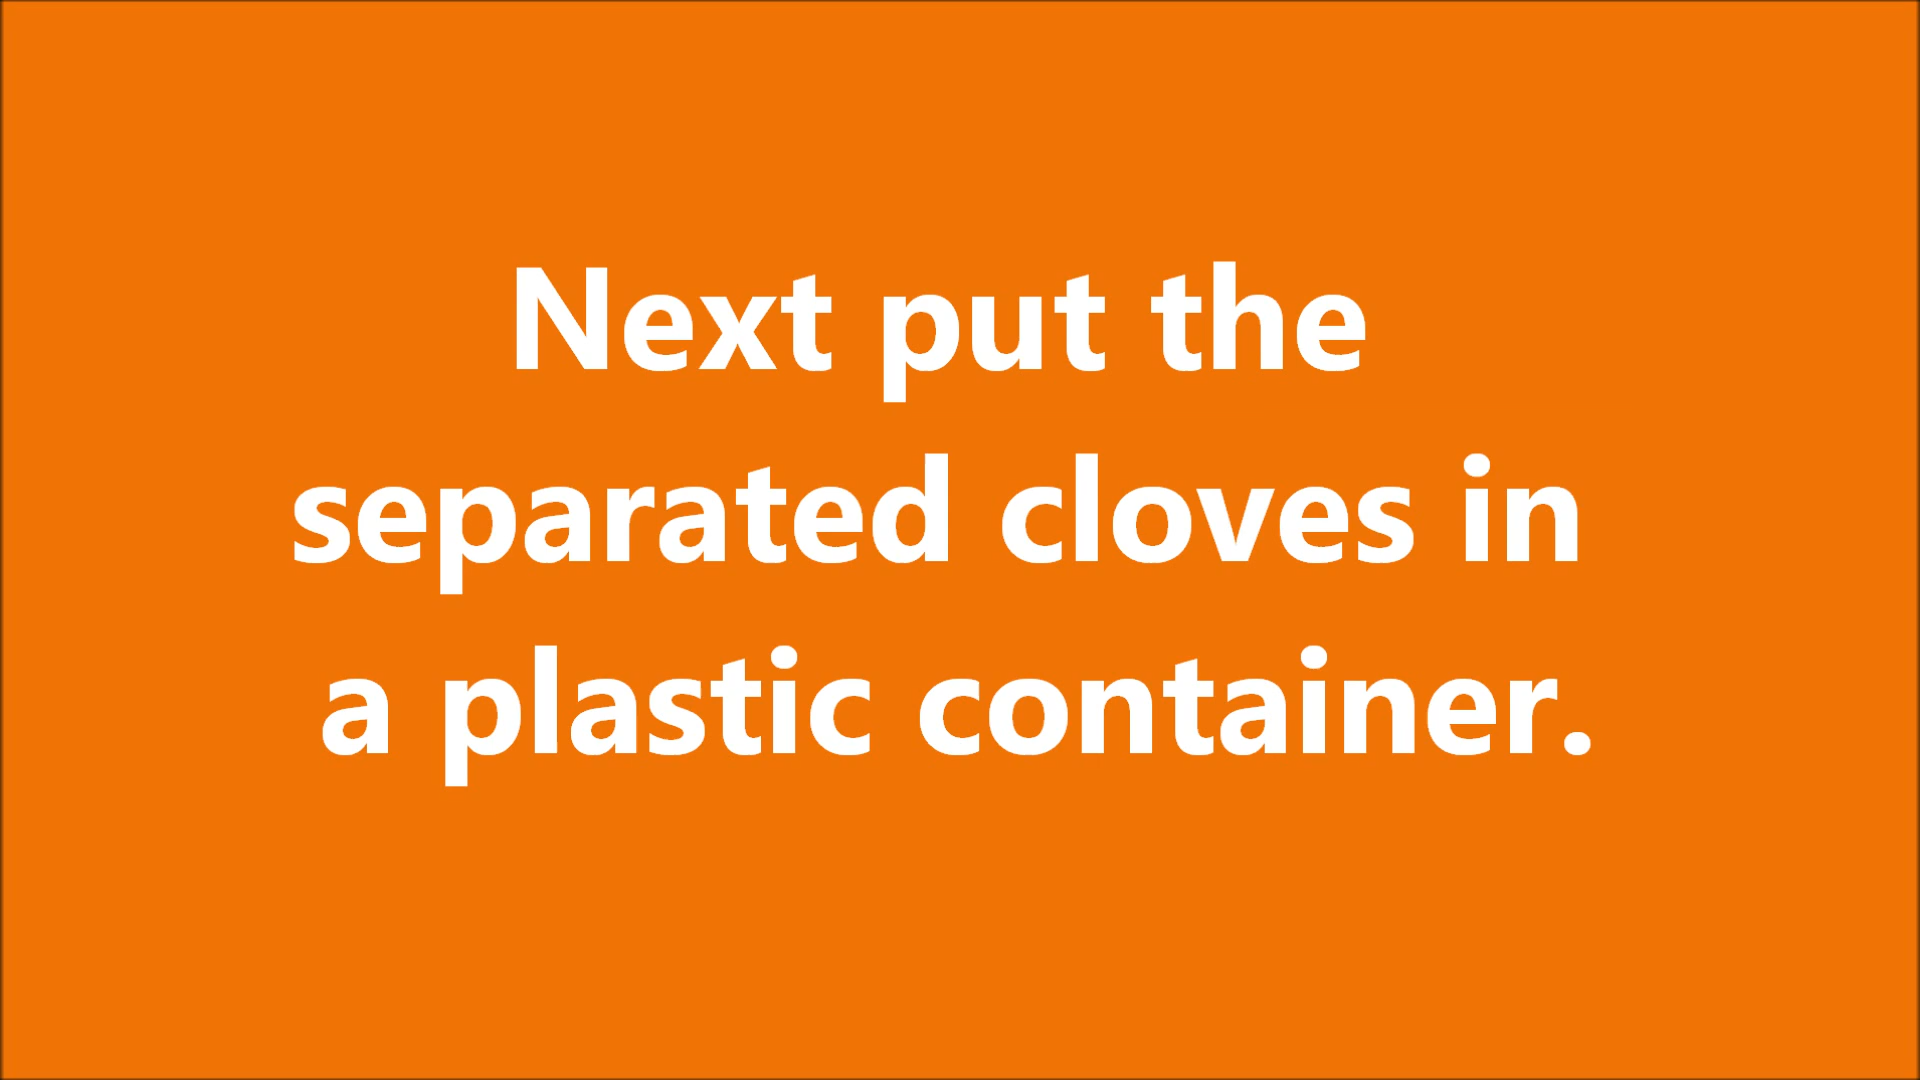 Next put the
separated cloves in
a plastic container.